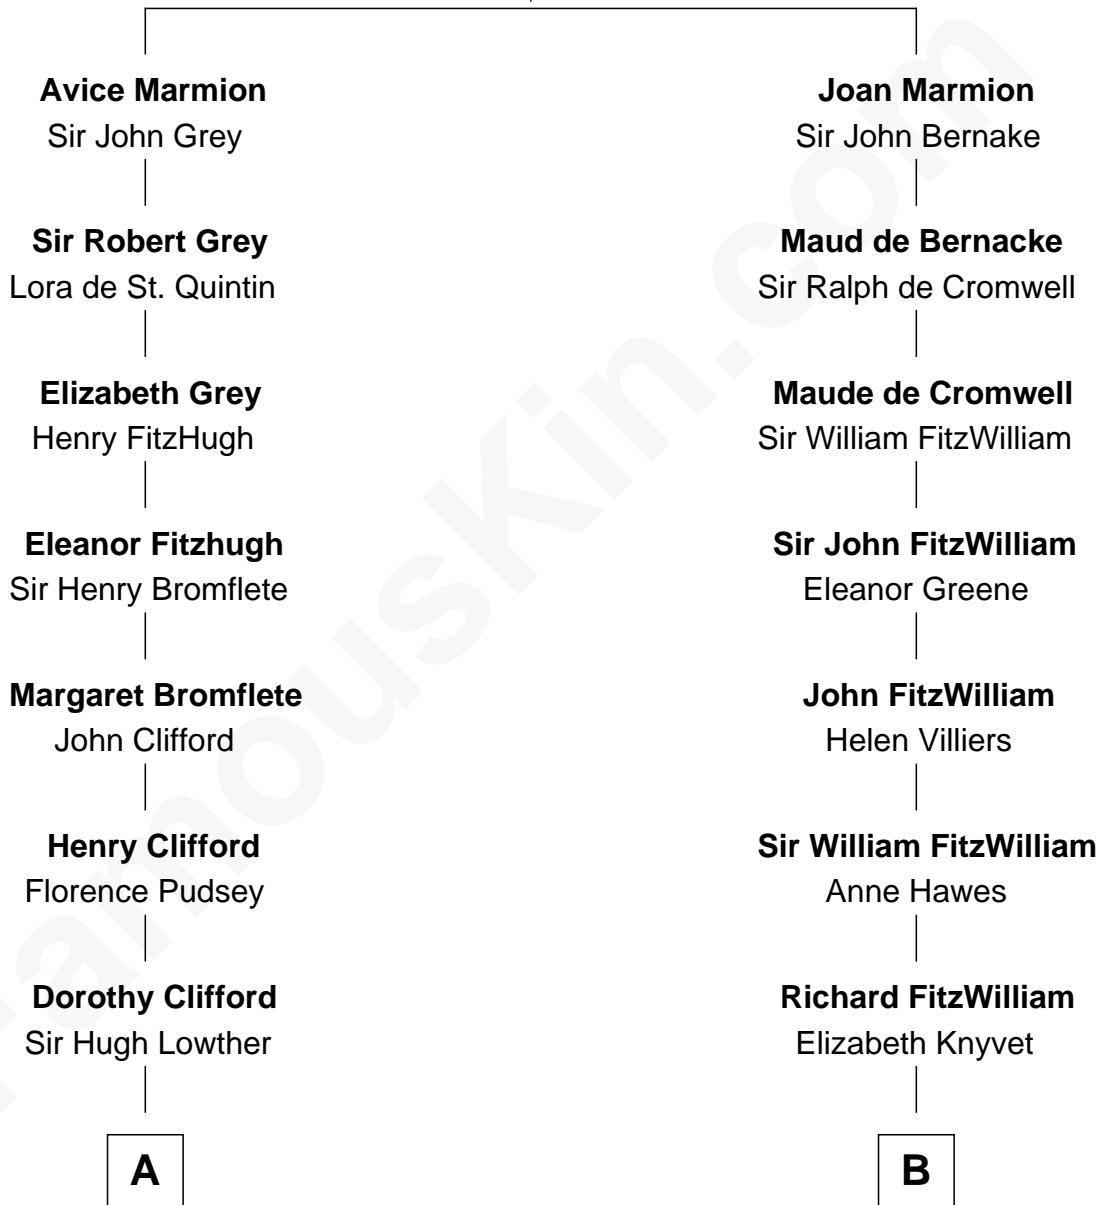 Avice Marmion
Sir John Grey
Joan Marmion
Sir John Bernake
Sir Robert Grey
Lora de St. Quintin
Maud de Bernacke
Sir Ralph de Cromwell
Elizabeth Grey
Henry FitzHugh
Maude de Cromwell
Sir William FitzWilliam
Eleanor Fitzhugh
Sir Henry Bromflete
Sir John FitzWilliam
Eleanor Greene
Margaret Bromflete
John Clifford
John FitzWilliam
Helen Villiers
Henry Clifford
Florence Pudsey
Sir William FitzWilliam
Anne Hawes
Dorothy Clifford
Sir Hugh Lowther
Richard FitzWilliam
Elizabeth Knyvet
A
B
FamousKin.com